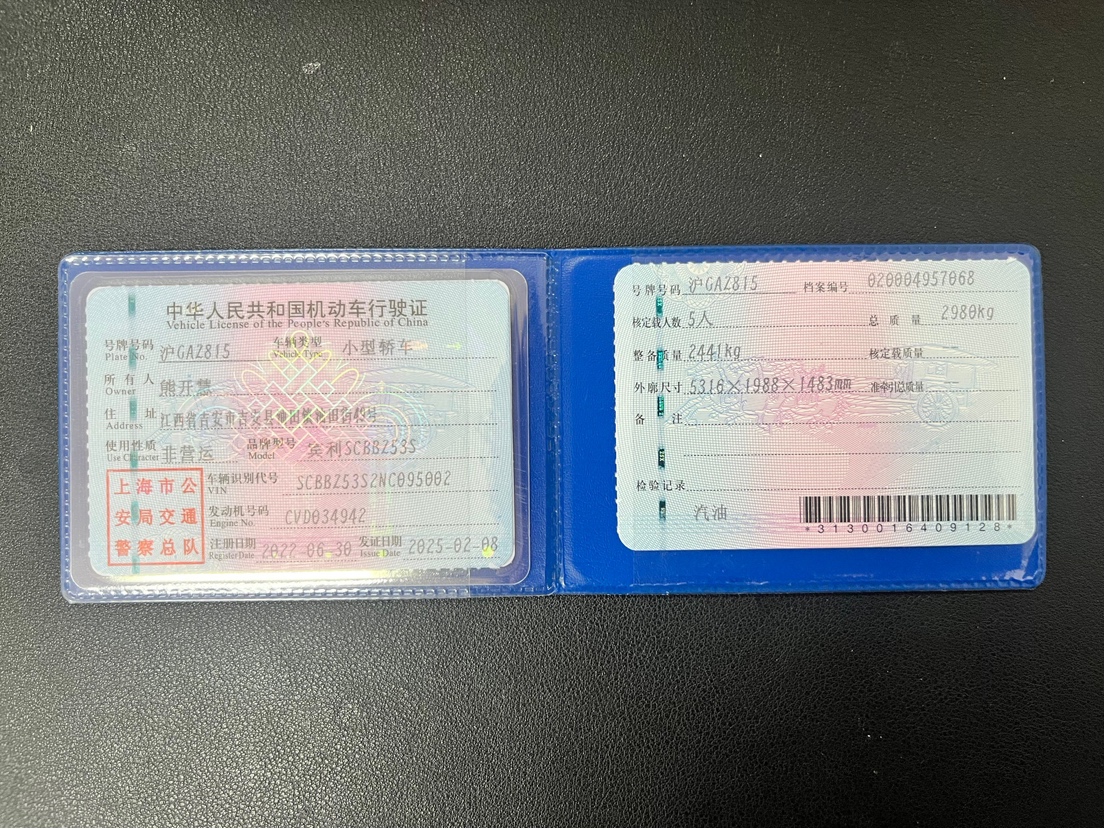 中华人民共和国机动车行驶证
Vehicle License of the People's Republic of China
号牌号码 沪GAZ815 车辆类型 小型轿车
Plate No. Vehicle Type
所有人 熊开慧
Owner
住址 江西省吉安市吉安县
Address
使用性质 非营运 品牌型号 宾利SCBBZ53S
Use Character Model
上海市公
安局交通
警察总队
车辆识别代号 SCBBZ53S2NC095002
VIN
发动机号码 CVD034942
Engine No.
注册日期 2022-06-30 发证日期 2025-02-08
Register Date Issue Date
号牌号码 沪GAZ815 档案编号 020004957068
核定载人数 5人 总质量 2980kg
整备质量 2441kg 核定载质量 --
外廓尺寸 5316×1988×1483mm 准牵引总质量 --
备注
检验记录
汽油
*3130016409128*